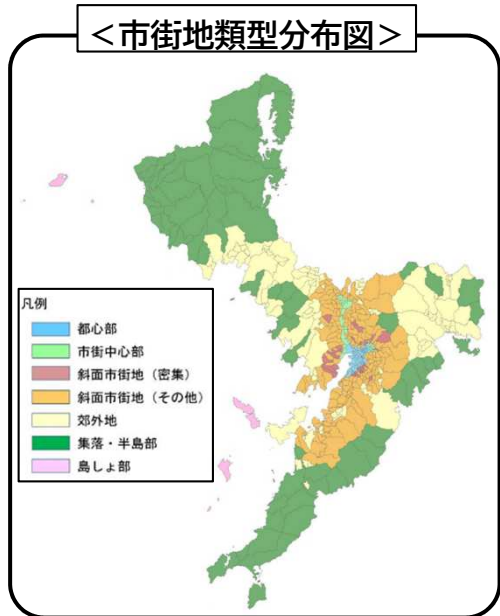 ＜市街地類型分布図＞
凡例
都心部
市街中心部
斜面市街地（密集）
斜面市街地（その他）
郊外地
集落・半島部
島しょ部